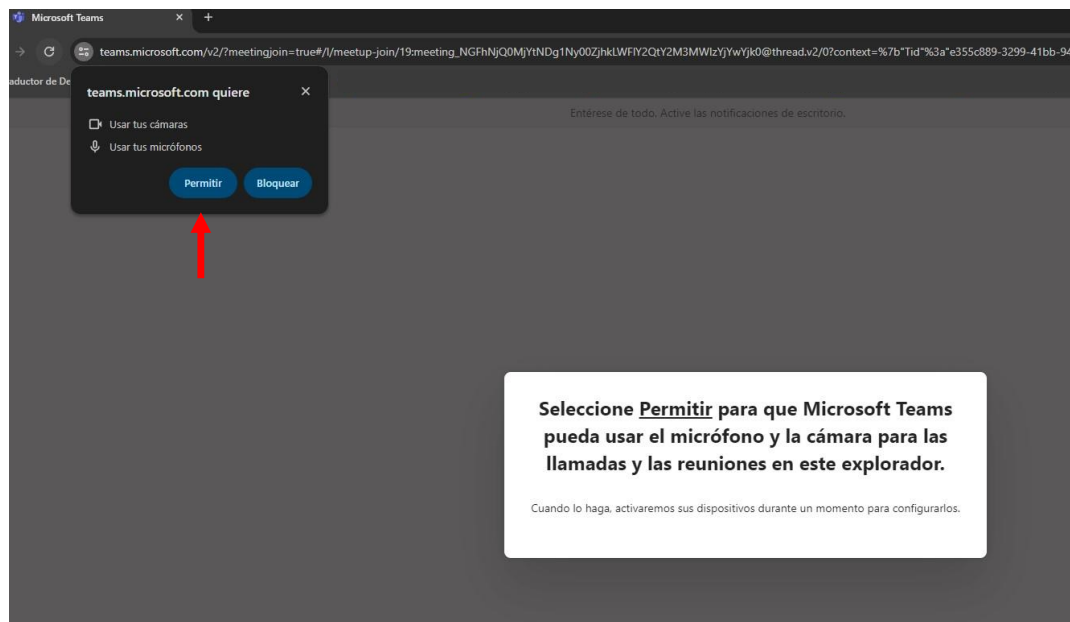 Microsoft Teams
teams.microsoft.com/v2/?meetingjoin=true#/l/meetup-join/19:meeting_NGFhNjQ0MjYtNDg1Ny00ZjhkLWFlY2QtY2M3MWIzYjYwYjk0@thread.v2/0?context=%7b"Tid"%3a"e355c889-3299-41bb-94
aductor de De
teams.microsoft.com quiere
Entérese de todo. Active las notificaciones de escritorio.
Usar tus cámaras
Usar tus micrófonos
Permitir Bloquear
Seleccione Permitir para que Microsoft Teams
pueda usar el micrófono y la cámara para las
llamadas y las reuniones en este explorador.
Cuando lo haga, activaremos sus dispositivos durante un momento para configurarlos.